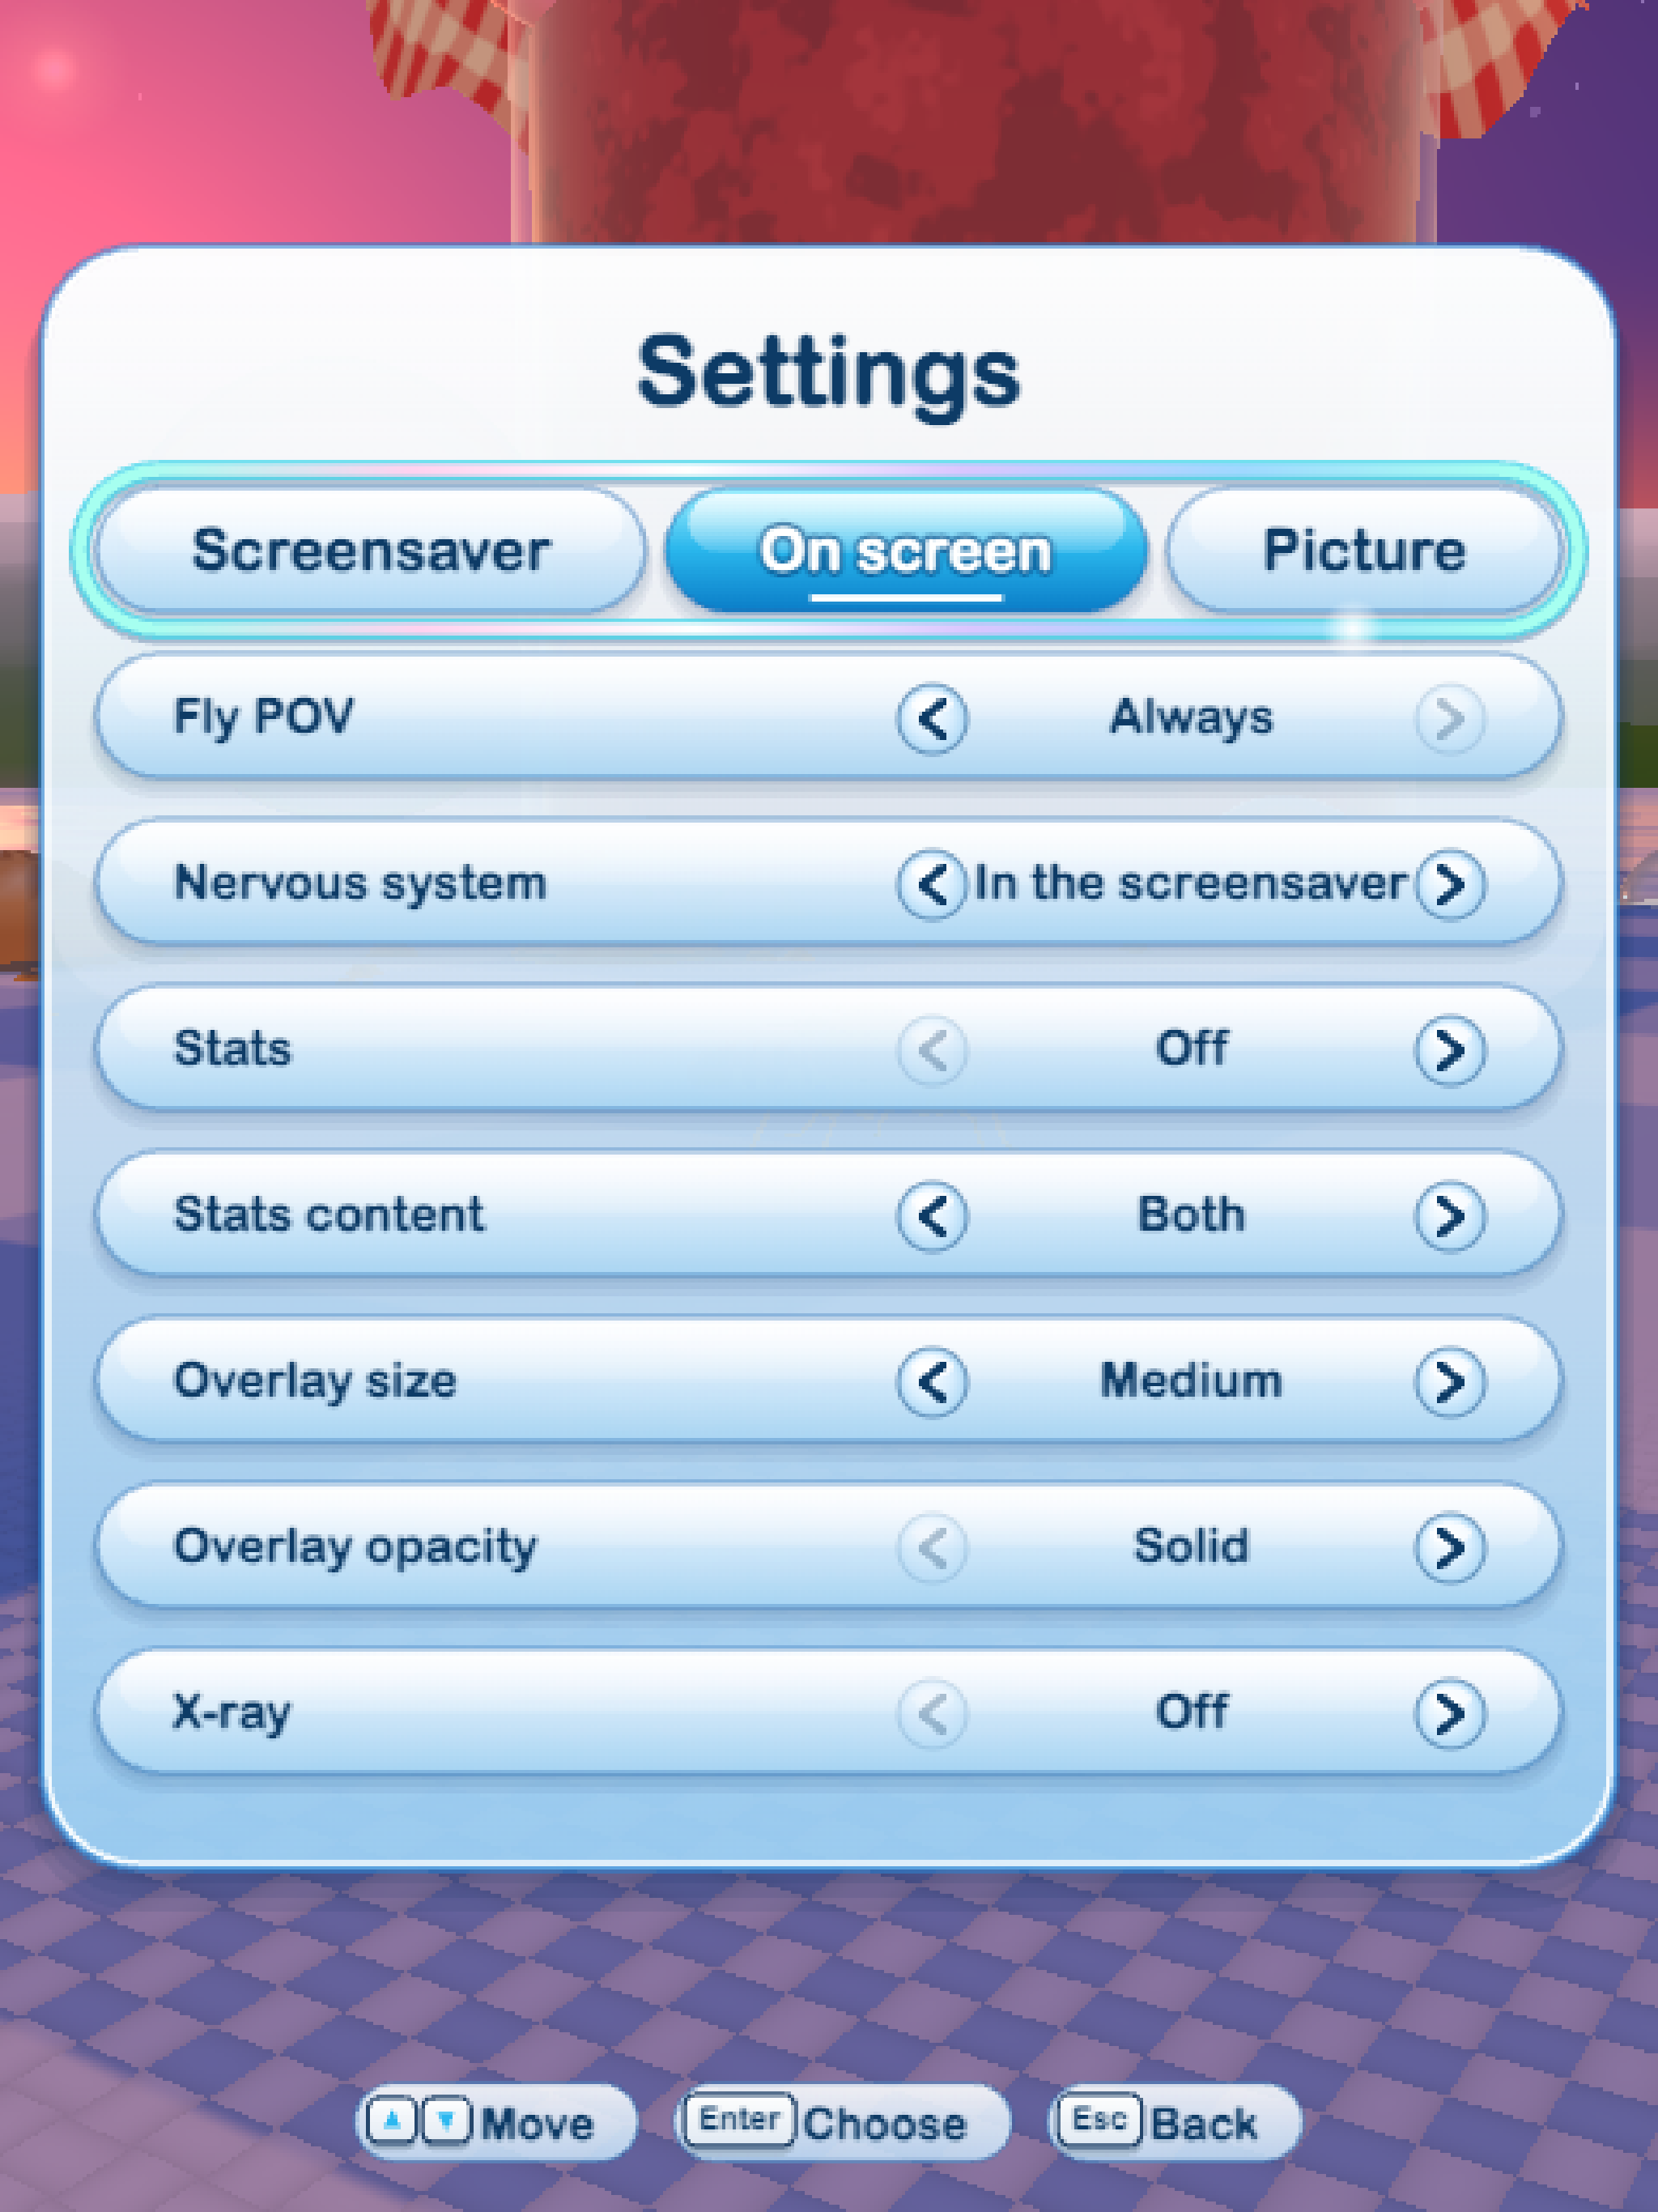 Settings
Screensaver On screen Picture
Fly POV < Always >
Nervous system < In the screensaver >
Stats < Off >
Stats content < Both >
Overlay size < Medium >
Overlay opacity < Solid >
X-ray < Off >
▲ ▼ Move Enter Choose Esc Back